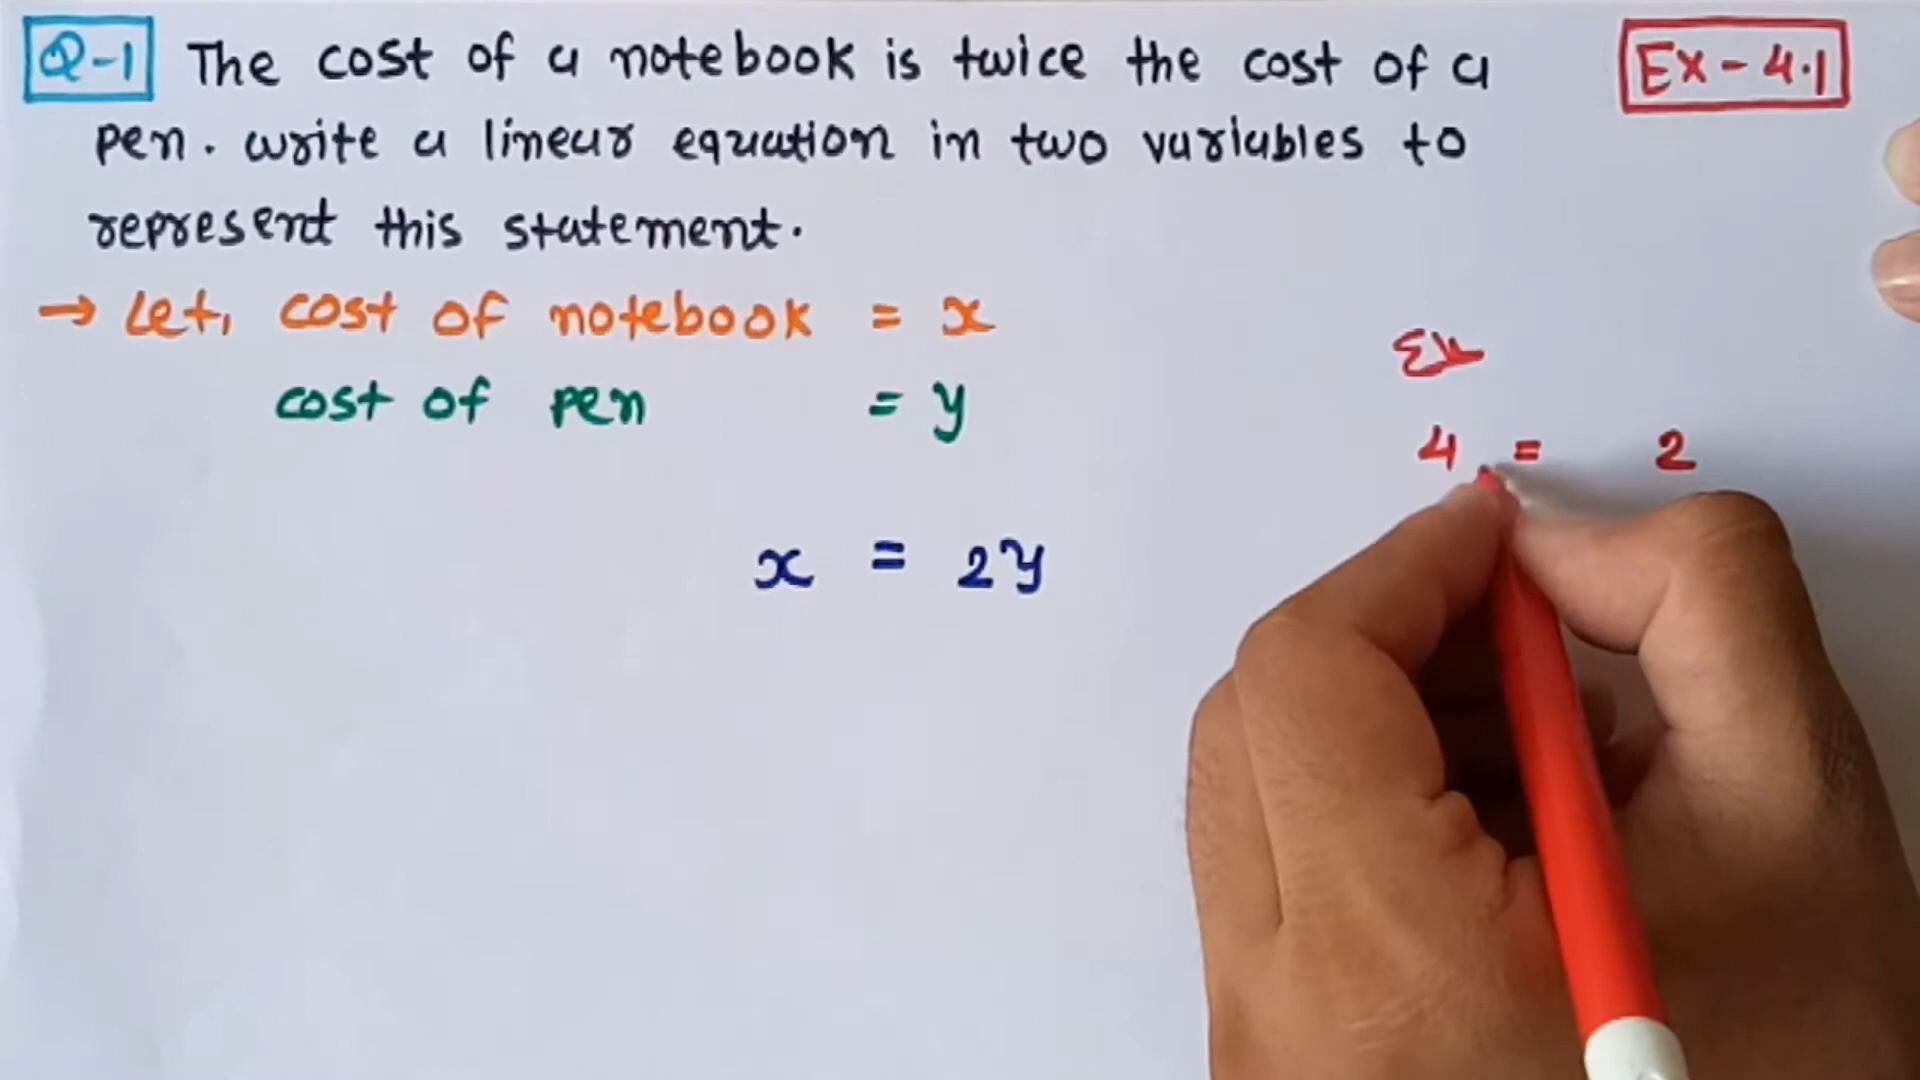 Q-1 The cost of a notebook is twice the cost of a
Ex - 4.1
pen. write a linear equation in two variables to
represent this statement.
→ Let, cost of notebook = x
cost of pen = y
Ex
4 = 2
x = 2y